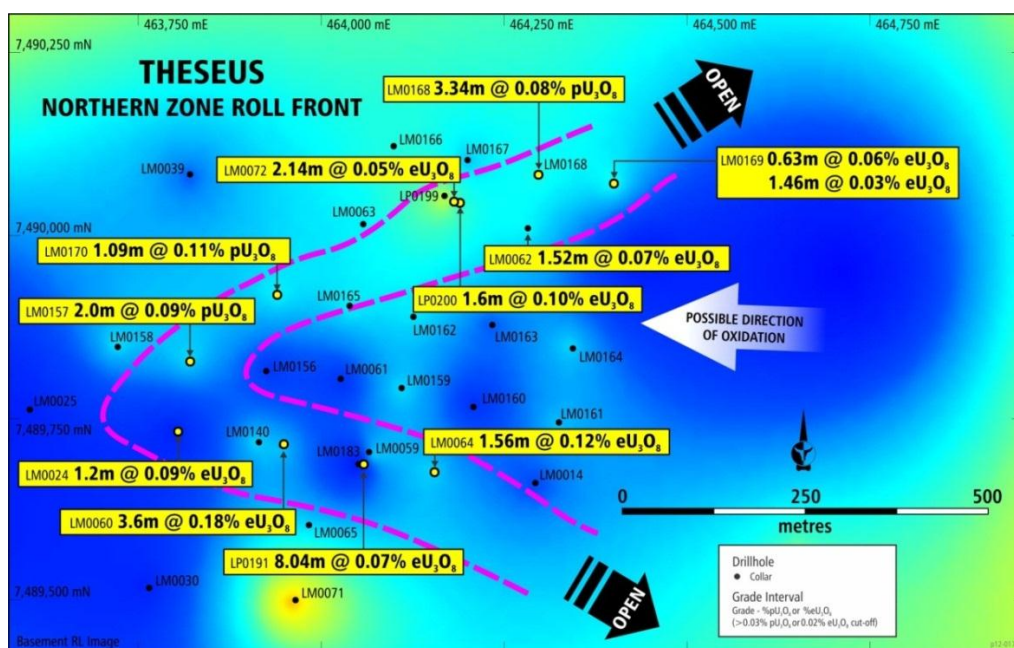 463,750 mE
464,000 mE
464,250 mE
464,500 mE
464,750 mE
7,490,250 mN
THESEUS
NORTHERN ZONE ROLL FRONT
OPEN
LM0168 3.34m @ 0.08% pU₃O₈
LM0166
LM0167
LM0168
LM0039
LM0072 2.14m @ 0.05% eU₃O₈
LM0169 0.63m @ 0.06% eU₃O₈
1.46m @ 0.03% eU₃O₈
LP0199
LM0063
7,490,000 mN
LM0170 1.09m @ 0.11% pU₃O₈
LM0062 1.52m @ 0.07% eU₃O₈
LM0165
LP0200 1.6m @ 0.10% eU₃O₈
LM0157 2.0m @ 0.09% pU₃O₈
LM0158
LM0162
LM0163
LM0164
POSSIBLE DIRECTION
OF OXIDATION
LM0156
LM0061
LM0159
LM0160
LM0161
LM0025
7,489,750 mN
LM0140
LM0183
LM0059
LM0064 1.56m @ 0.12% eU₃O₈
LM0024 1.2m @ 0.09% eU₃O₈
LM0014
0
250
500
metres
LM0060 3.6m @ 0.18% eU₃O₈
LM0065
LP0191 8.04m @ 0.07% eU₃O₈
LM0030
LM0071
7,489,500 mN
OPEN
Drillhole
Collar
Grade Interval
Grade - %pU₃O₈ or %eU₃O₈
(>0.03% pU₃O₈ or 0.02% eU₃O₈ cut-off)
Basement RL Image